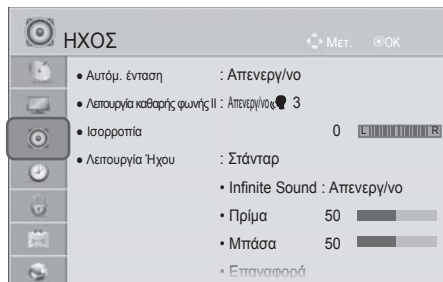 ΗΧΟΣ Μετ. OK
• Αυτόμ. ένταση : Απενεργ/νο
• Λειτουργία καθαρής φωνής II : Απενεργ/νο 3
• Ισορροπία 0 L R
• Λειτουργία Ήχου : Στάνταρ
• Infinite Sound : Απενεργ/νο
• Πρίμα 50
• Μπάσα 50
• Επαναφορά